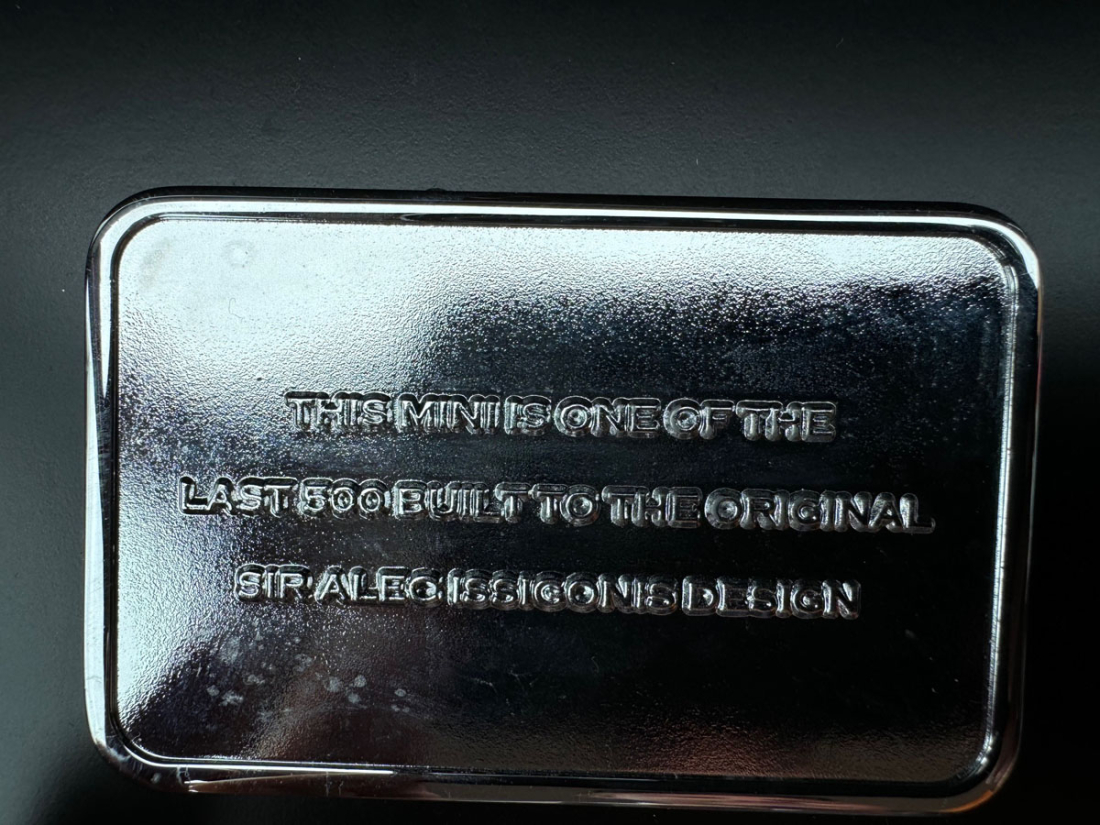 THIS MINI IS ONE OF THE
LAST 500 BUILT TO THE ORIGINAL
SIR ALEC ISSIGONIS DESIGN